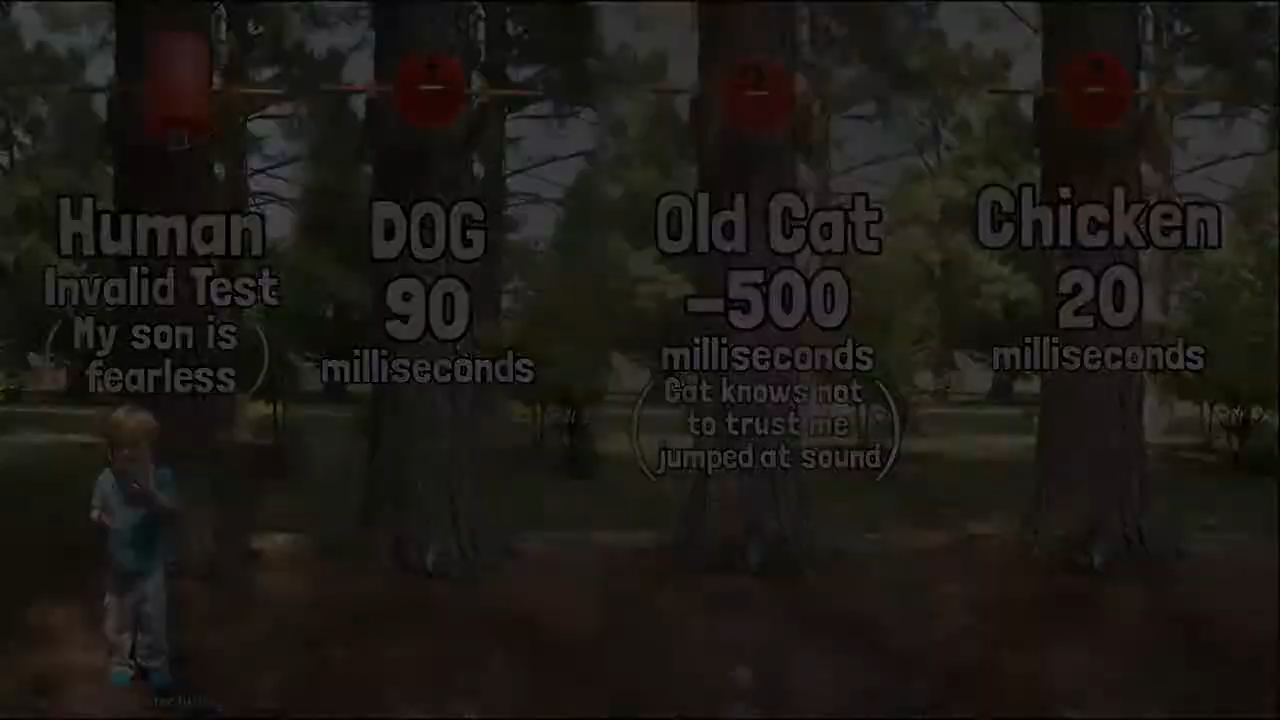 Human
Invalid Test
(My son is
fearless)
DOG
90
milliseconds
Old Cat
-500
milliseconds
(Cat knows not
to trust me
jumped at sound)
Chicken
20
milliseconds